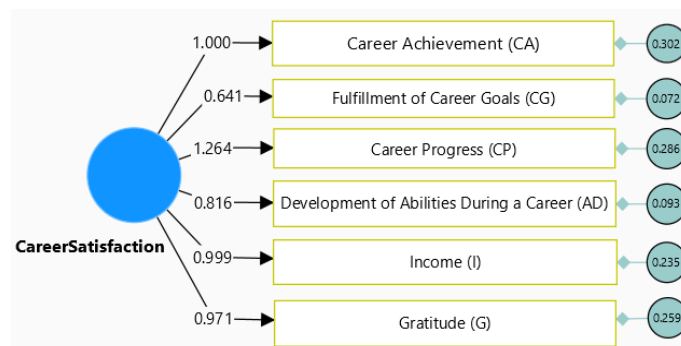 1.000 Career Achievement (CA) 0.302
0.641 Fulfillment of Career Goals (CG) 0.072
1.264 Career Progress (CP) 0.286
0.816 Development of Abilities During a Career (AD) 0.093
CareerSatisfaction
0.999 Income (I) 0.235
0.971 Gratitude (G) 0.259